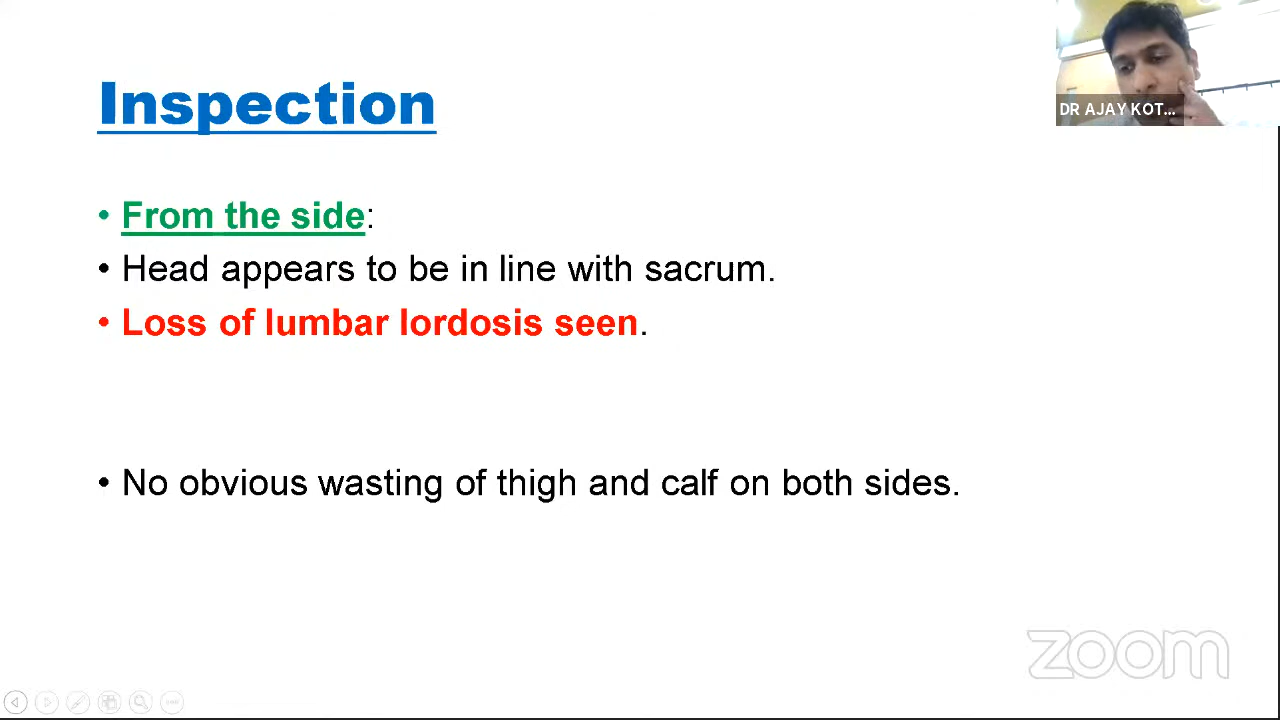 Inspection
DR AJAY KOT...
• From the side:
• Head appears to be in line with sacrum.
• Loss of lumbar lordosis seen.
• No obvious wasting of thigh and calf on both sides.
zoom